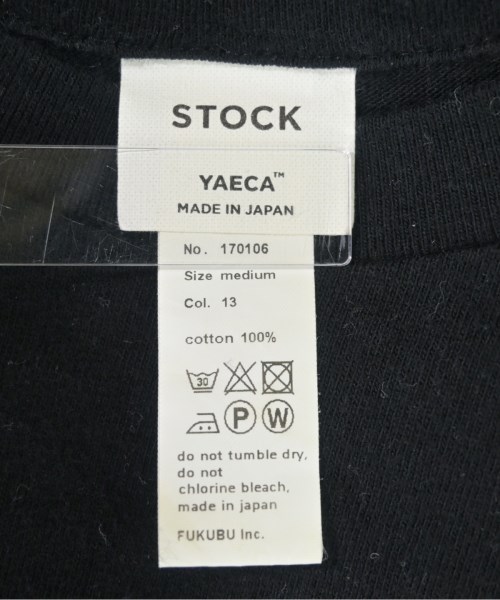 STOCK
YAECA™
MADE IN JAPAN
No. 170106
Size medium
Col. 13
cotton 100%
30
P W
do not tumble dry,
do not
chlorine bleach,
made in japan
FUKUBU Inc.